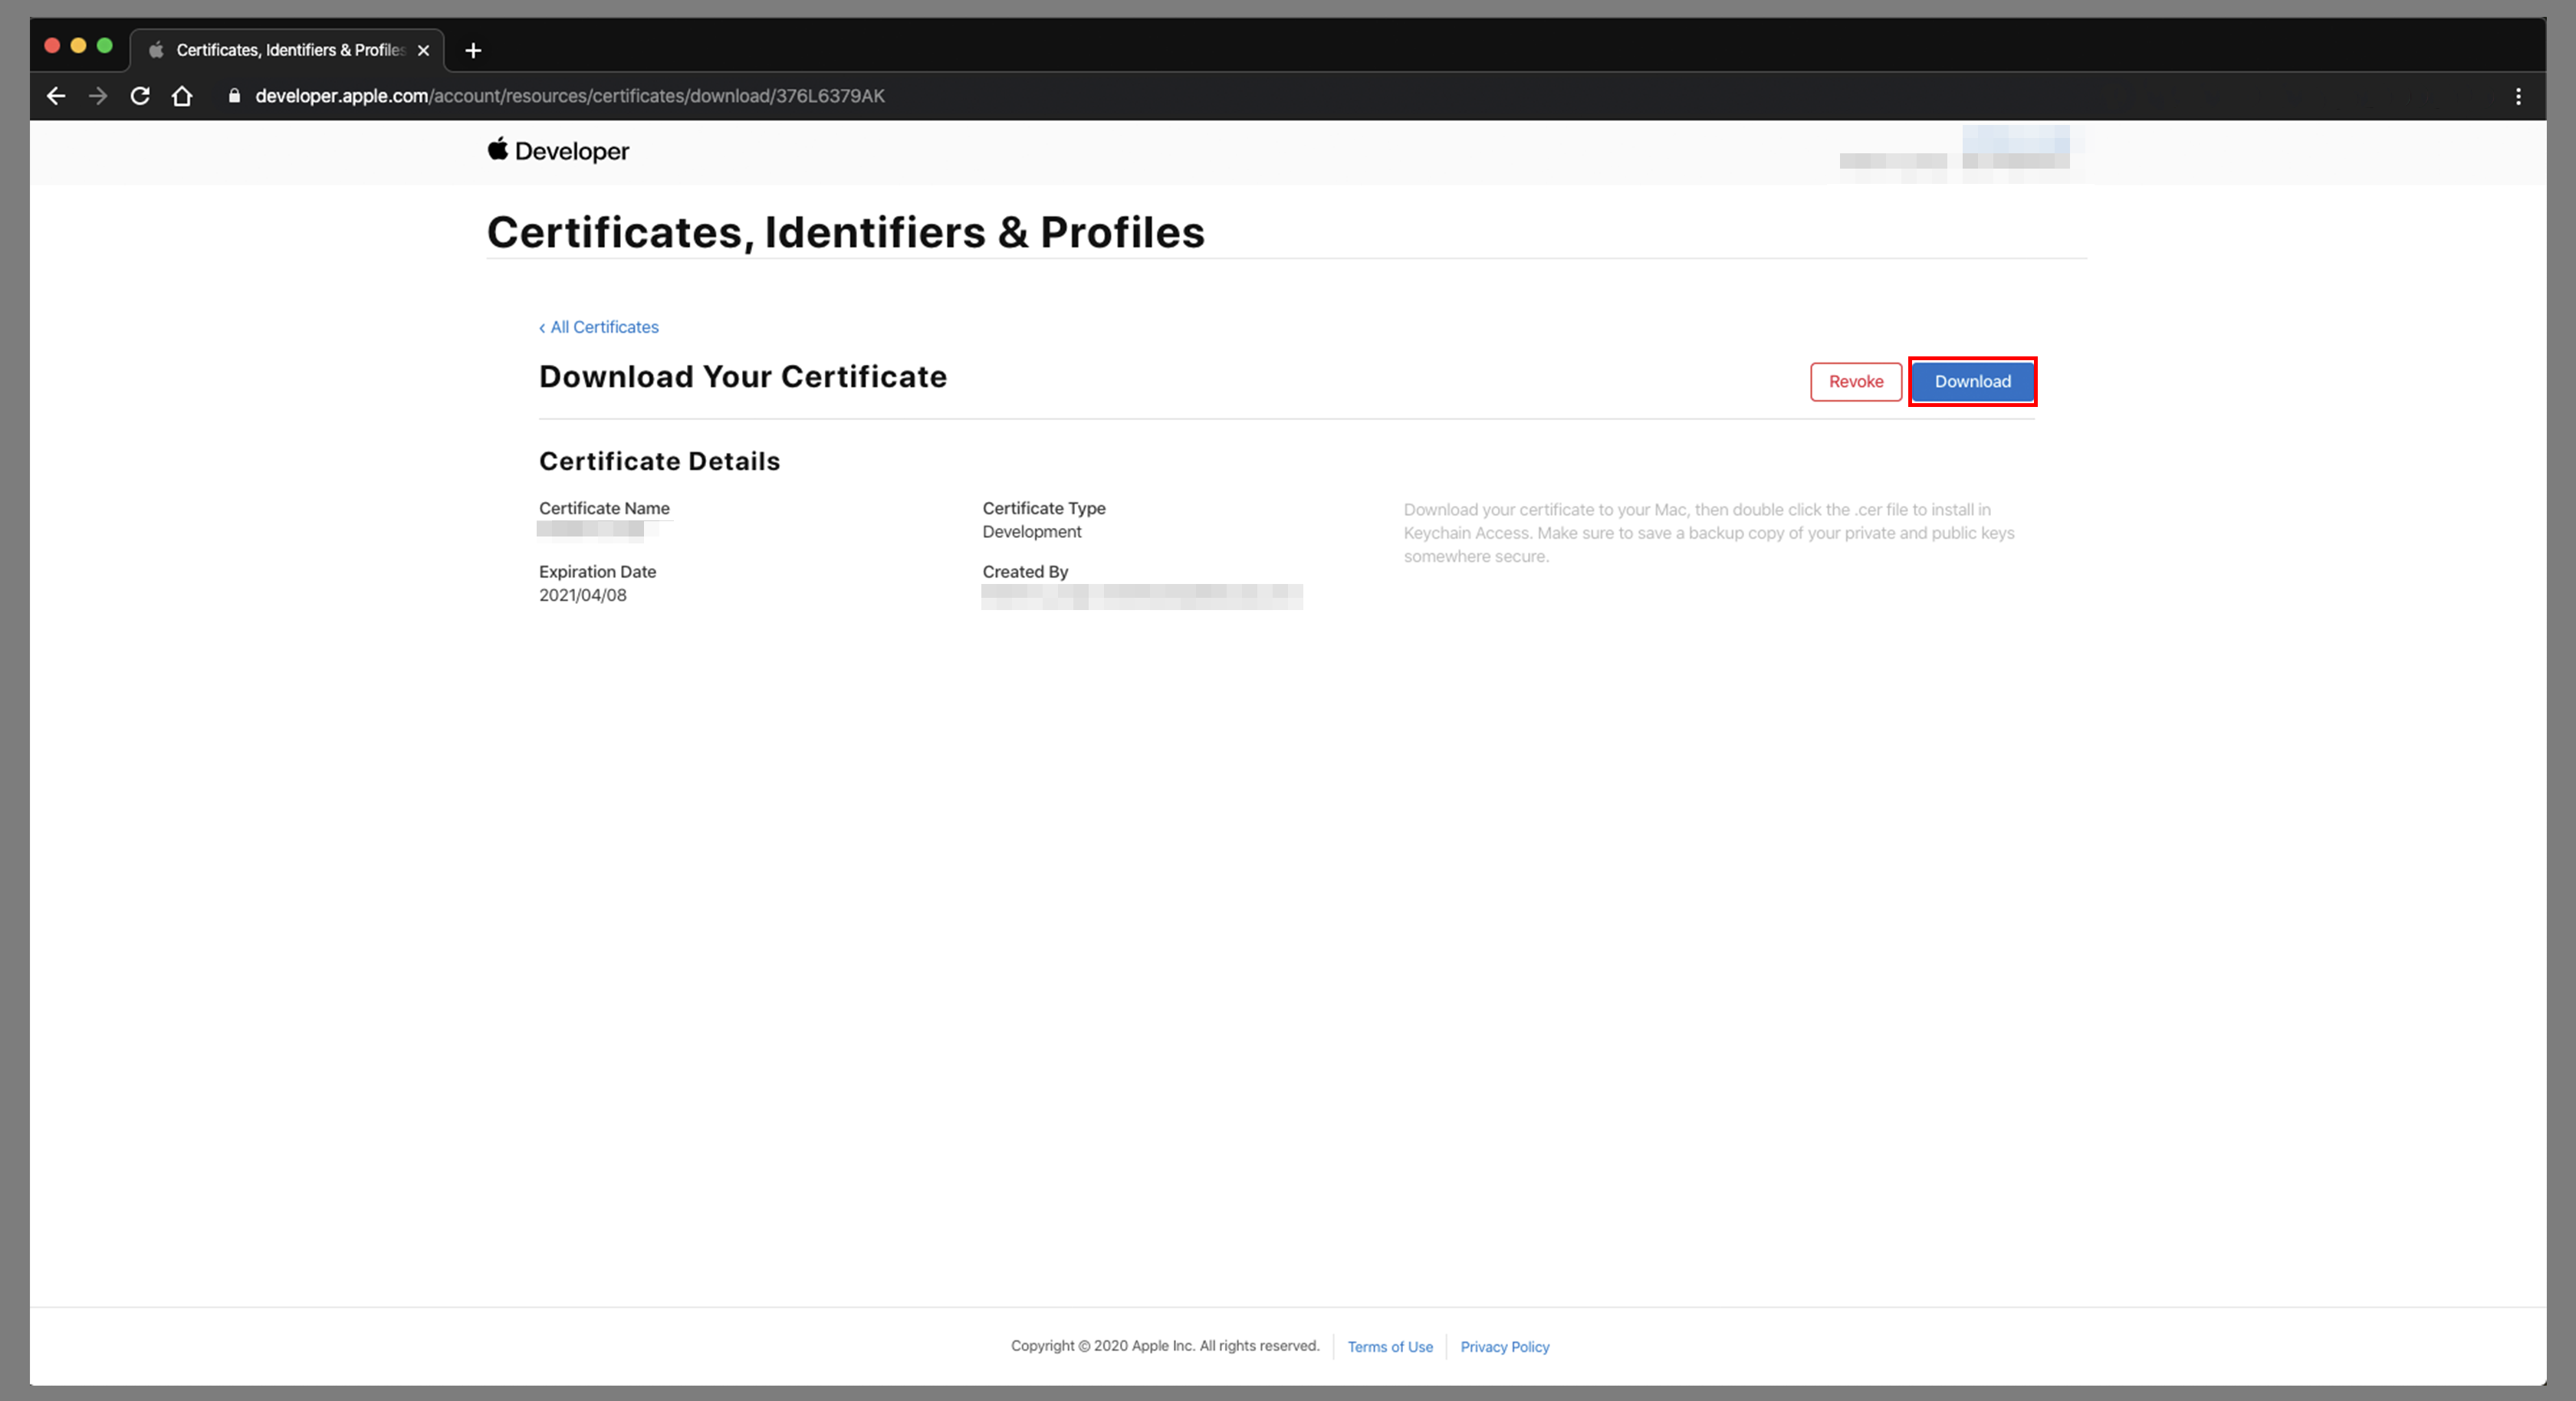 Certificates, Identifiers & Profiles
developer.apple.com/account/resources/certificates/download/376L6379AK
Developer
Certificates, Identifiers & Profiles
‹ All Certificates
Download Your Certificate
Revoke
Download
Certificate Details
Certificate Name
Certificate Type
Development
Download your certificate to your Mac, then double click the .cer file to install in
Keychain Access. Make sure to save a backup copy of your private and public keys
somewhere secure.
Expiration Date
2021/04/08
Created By
Copyright © 2020 Apple Inc. All rights reserved.
Terms of Use
Privacy Policy